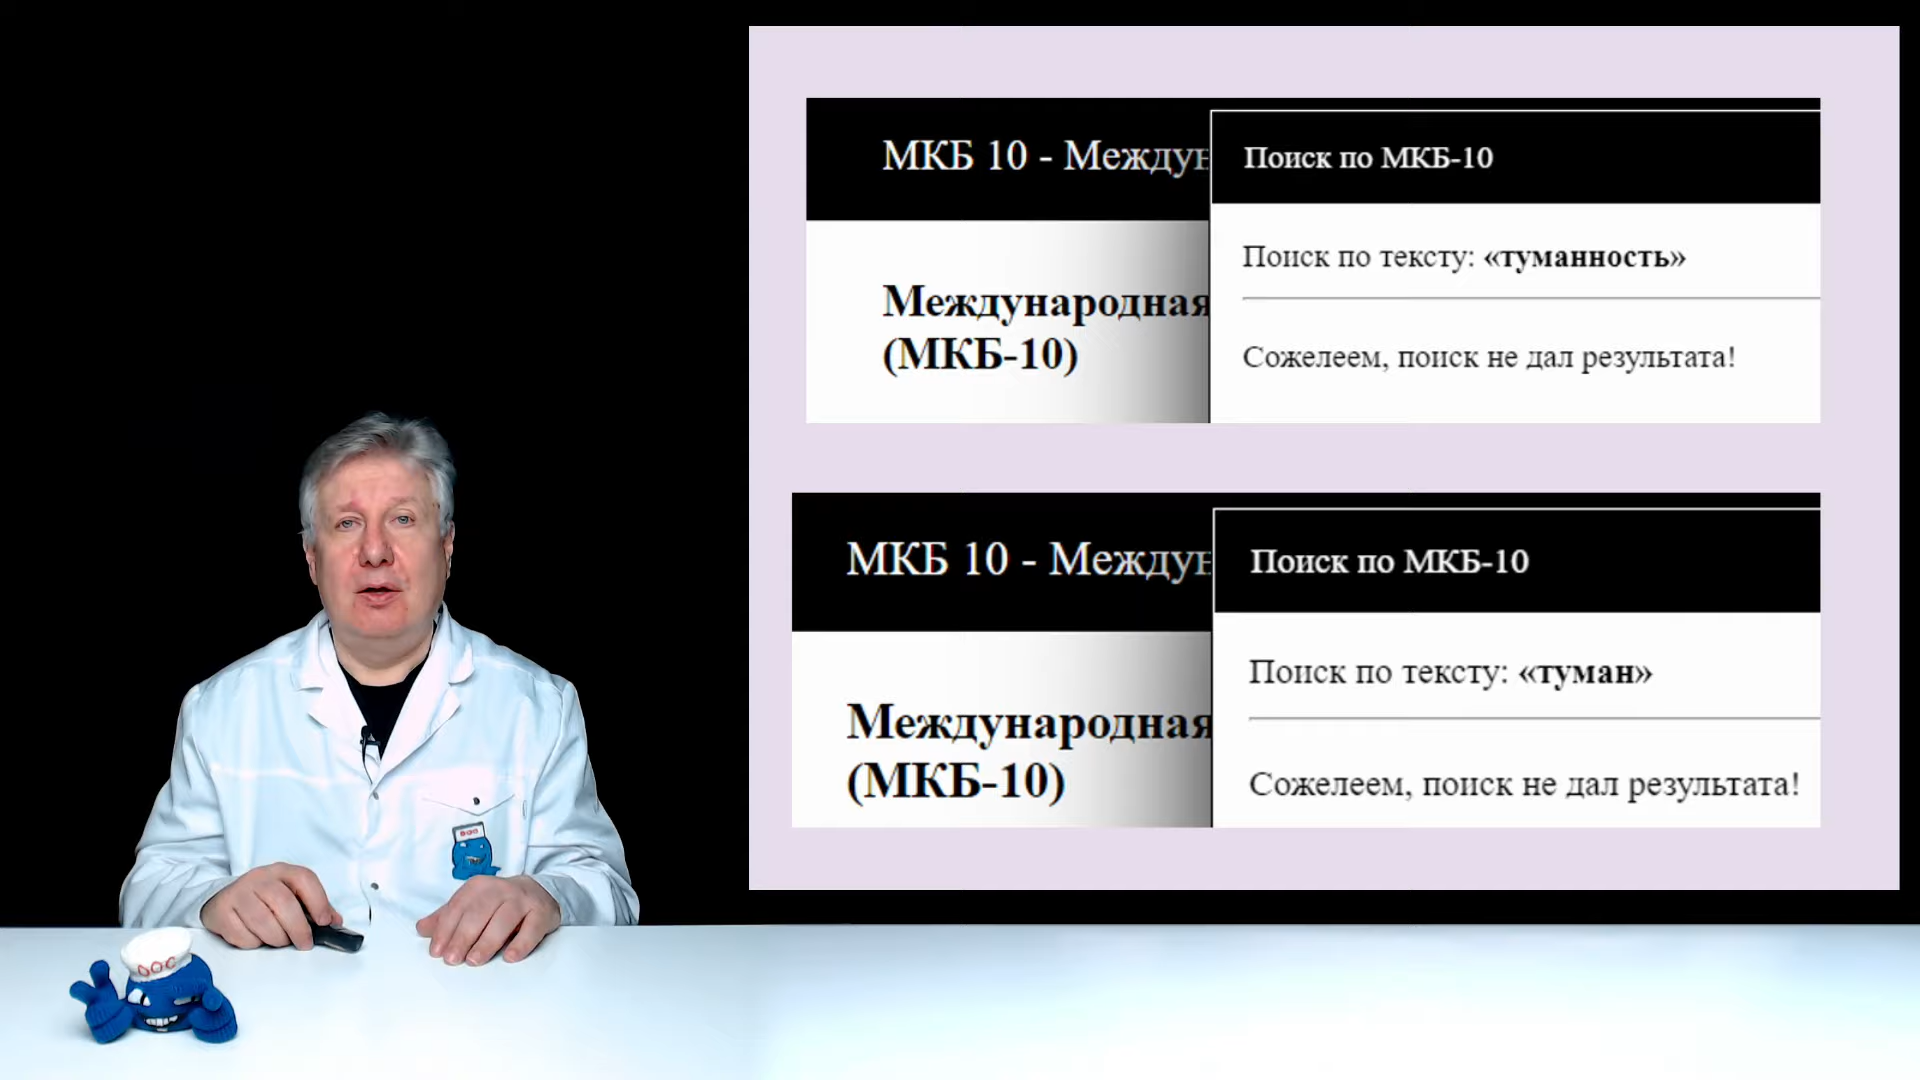 МКБ 10 - Междун
Поиск по МКБ-10
Поиск по тексту: «туманность»
Международная
(МКБ-10)
Сожелеем, поиск не дал результата!
МКБ 10 - Междун
Поиск по МКБ-10
Поиск по тексту: «туман»
Международная
(МКБ-10)
Сожелеем, поиск не дал результата!
DOC